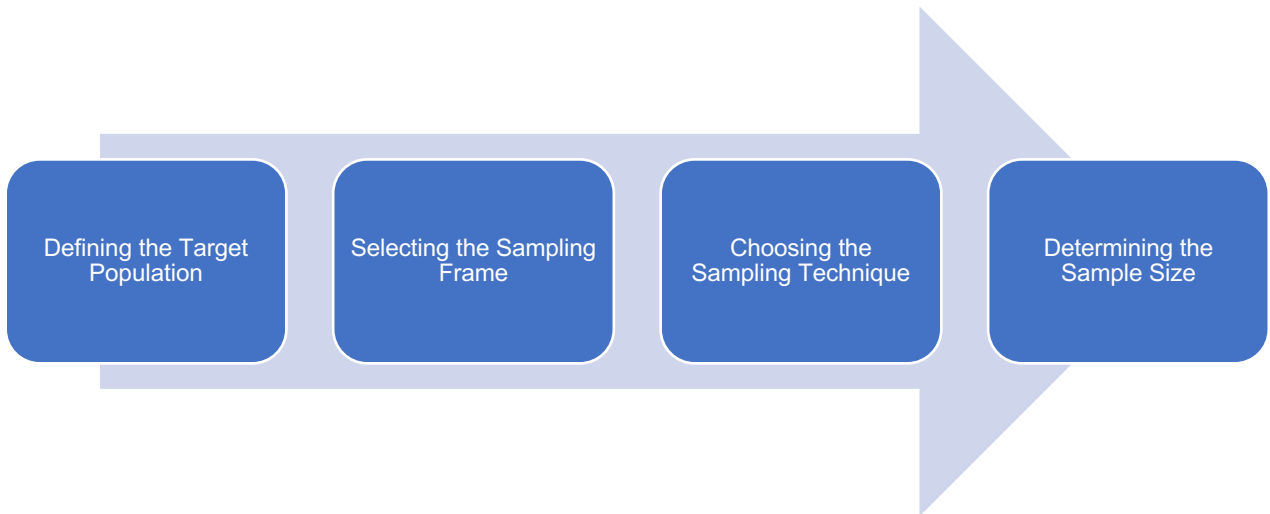 Defining the Target
Population
Selecting the Sampling
Frame
Choosing the
Sampling Technique
Determining the
Sample Size